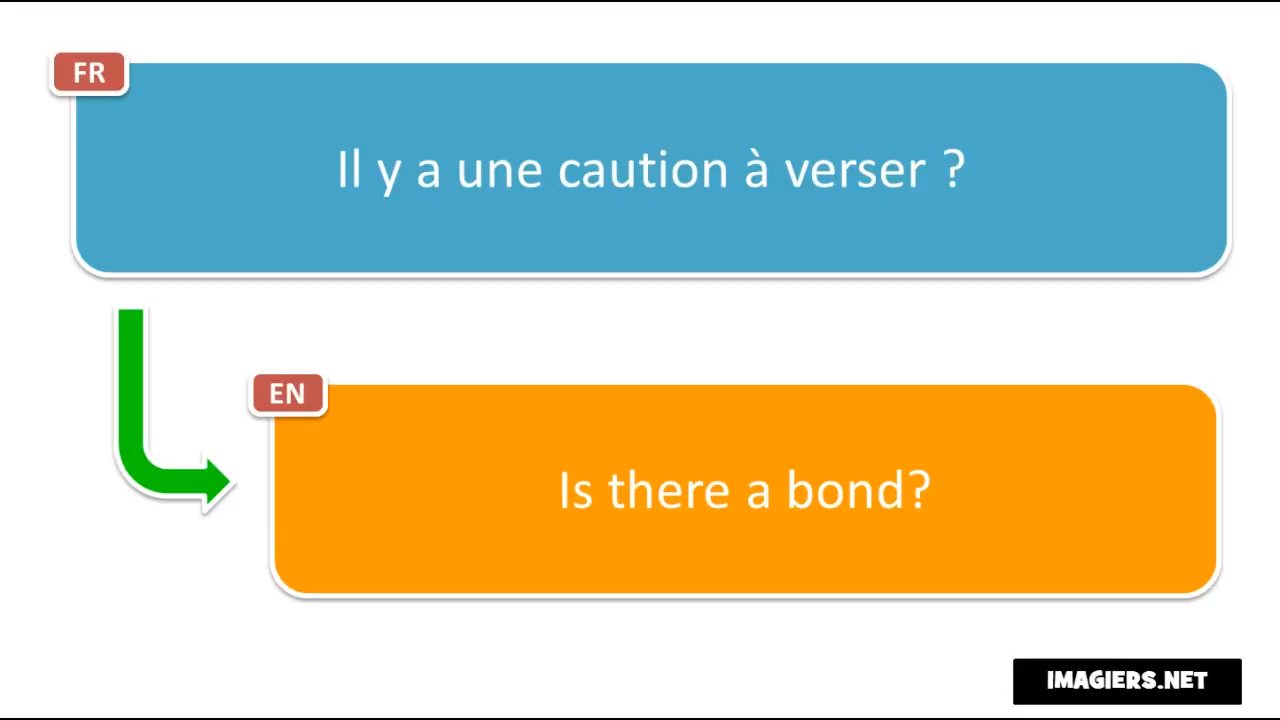 FR
Il y a une caution à verser ?
EN
Is there a bond?
IMAGIERS.NET